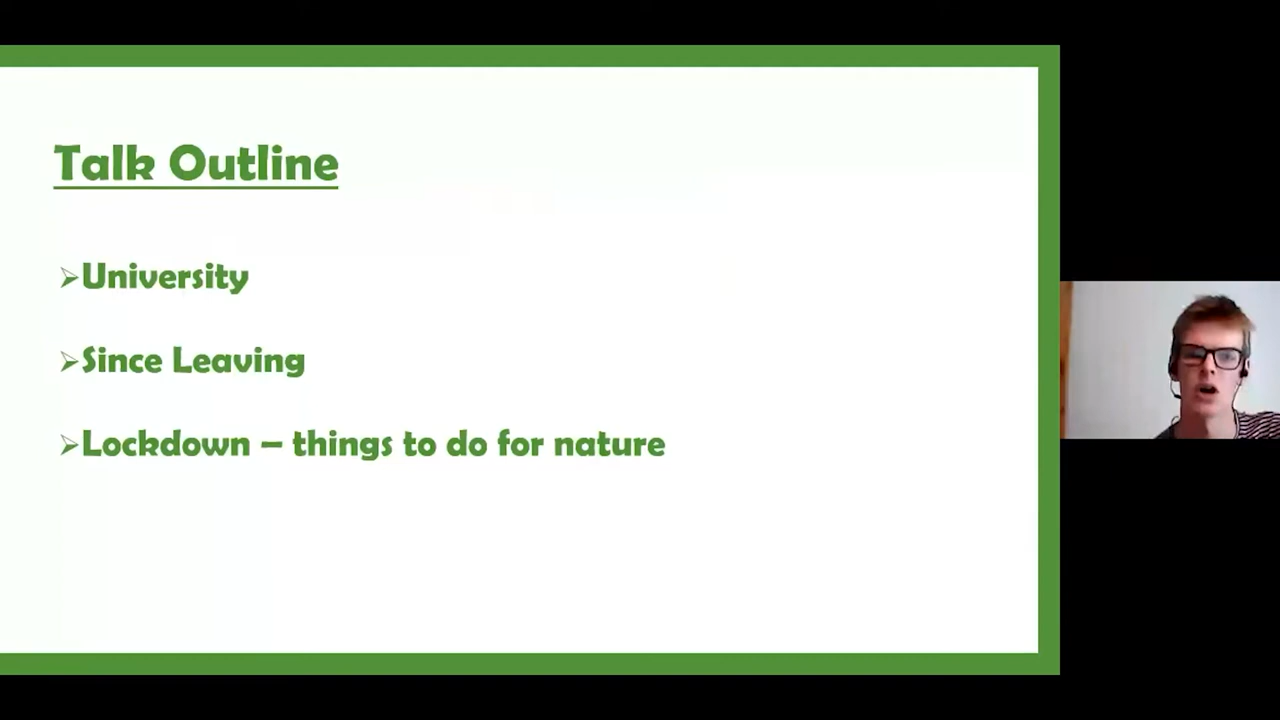 Talk Outline
➢University
➢Since Leaving
➢Lockdown – things to do for nature